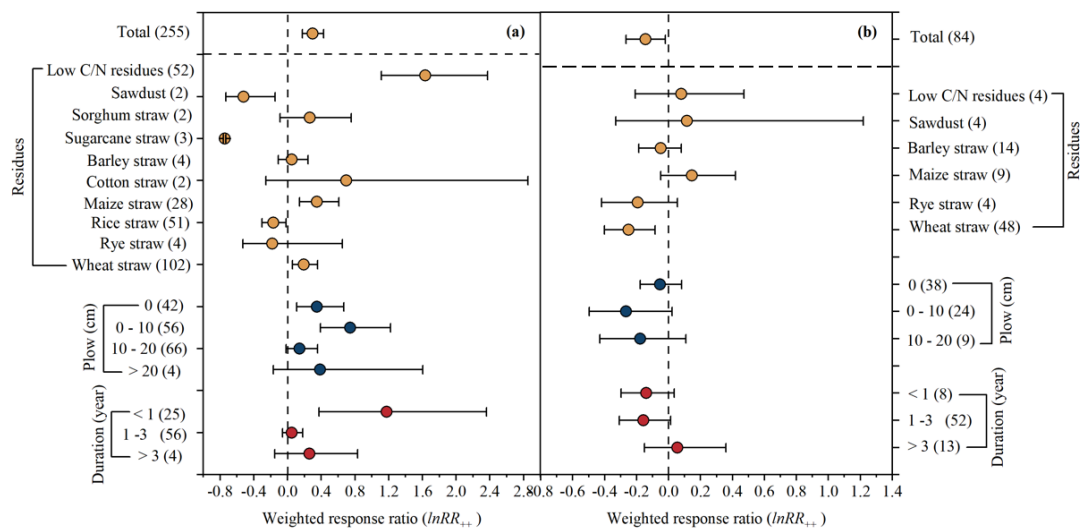 (a)
Total (255)
Residues
Low C/N residues (52)
Sawdust (2)
Sorghum straw (2)
Sugarcane straw (3)
Barley straw (4)
Cotton straw (2)
Maize straw (28)
Rice straw (51)
Rye straw (4)
Wheat straw (102)
Plow (cm)
0 (42)
0 - 10 (56)
10 - 20 (66)
> 20 (4)
Duration (year)
< 1 (25)
1 -3 (56)
> 3 (4)
-0.8 -0.4 0.0 0.4 0.8 1.2 1.6 2.0 2.4 2.8
Weighted response ratio (lnRR++ )
(b)
Total (84)
Low C/N residues (4)
Sawdust (4)
Barley straw (14)
Maize straw (9)
Rye straw (4)
Wheat straw (48)
Residues
0 (38)
0 - 10 (24)
10 - 20 (9)
Plow (cm)
< 1 (8)
1 -3 (52)
> 3 (13)
Duration (year)
0.8 -0.6 -0.4 -0.2 0.0 0.2 0.4 0.6 0.8 1.0 1.2 1.4
Weighted response ratio (lnRR++ )